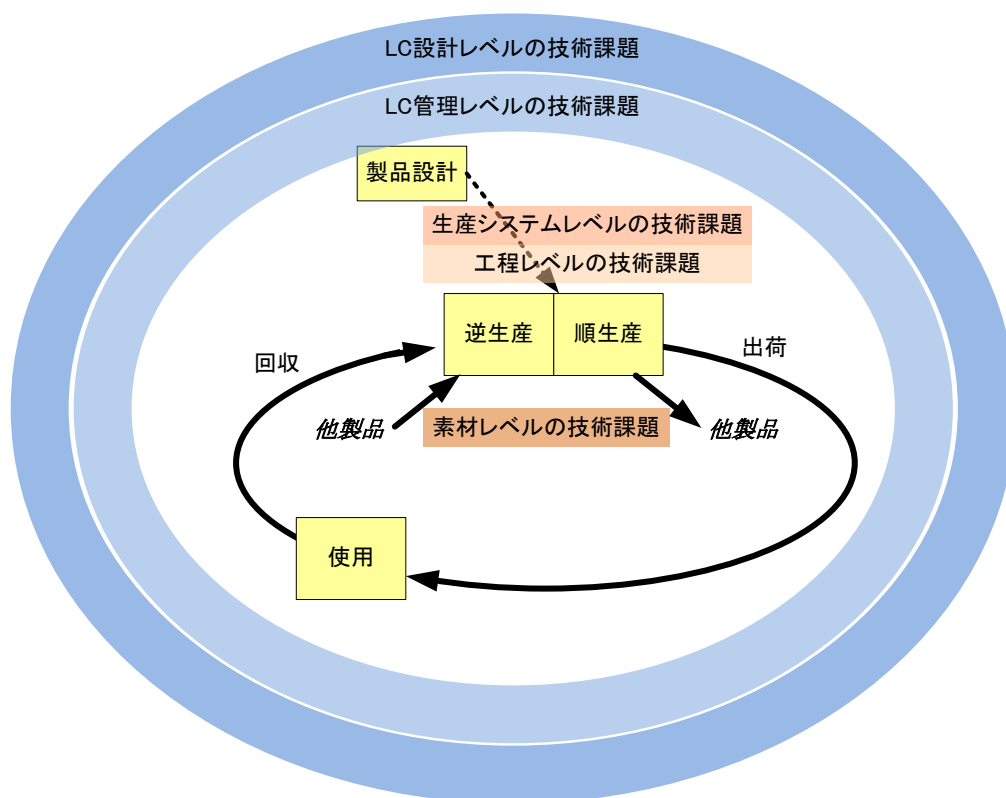 LC設計レベルの技術課題
LC管理レベルの技術課題
製品設計
生産システムレベルの技術課題
工程レベルの技術課題
逆生産
順生産
回収
出荷
他製品
素材レベルの技術課題
他製品
使用